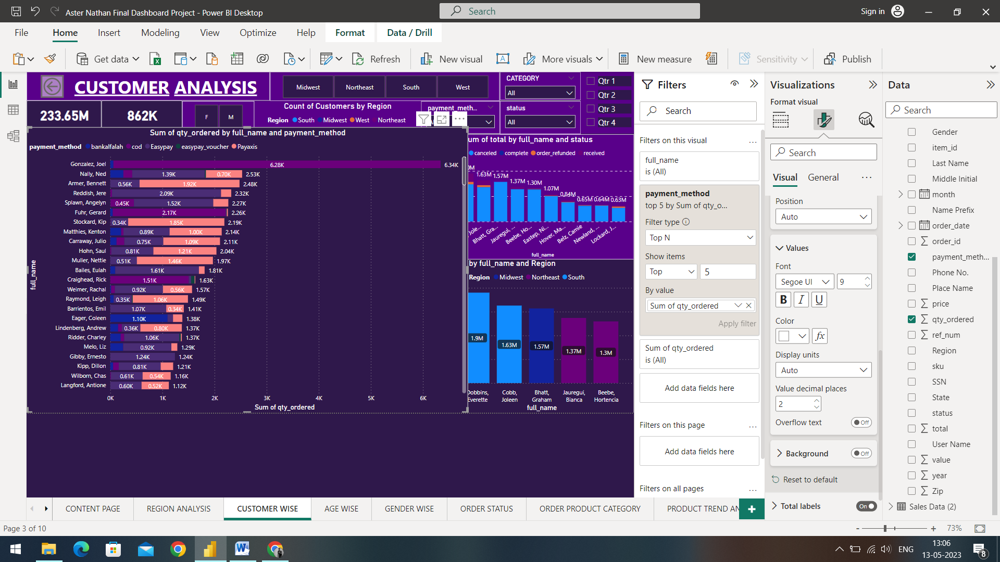 Aster Nathan Final Dashboard Project - Power BI Desktop
Search
Sign in
File Home Insert Modeling View Optimize Help Format Data / Drill
Get data Refresh New visual More visuals New measure Sensitivity Publish
CUSTOMER ANALYSIS
Midwest Northeast South West
CATEGORY
All
Qtr 1
Qtr 2
Qtr 3
Qtr 4
233.65M
862K
F M
Count of Customers by Region
Region South Midwest West Northeast
payment_meth...
status
All
Sum of qty_ordered by full_name and payment_method
payment_method bankalfalah cod Easypay easypay_voucher Payaxis
full_name
Gonzalez, Joel 6.28K 6.34K
Nally, Ned 1.39K 0.70K 2.53K
Armer, Bennett 0.56K 1.92K 2.48K
Reddish, Jere 2.09K 2.32K
Splawn, Angelyn 0.45K 1.52K 2.27K
Fuhr, Gerard 2.17K 2.26K
Stockard, Kip 0.34K 1.85K 2.19K
Matthies, Kenton 0.89K 1.00K 2.14K
Carraway, Julio 0.75K 1.09K 2.11K
Hohn, Saul 0.81K 1.21K 2.04K
Muller, Nettie 0.51K 1.46K 1.97K
Bailes, Eulah 1.61K 1.81K
Craighead, Rick 1.51K 1.63K
Weimer, Rachal 0.92K 0.56K 1.57K
Raymond, Leigh 0.35K 1.06K 1.49K
Barrientos, Emil 1.07K 0.34K 1.41K
Eager, Coleen 1.10K 1.38K
Lindenberg, Andrew 0.36K 0.80K 1.37K
Ridder, Charley 1.06K 1.37K
Melo, Liz 0.92K 1.29K
Gibby, Ernesto 1.24K 1.24K
Kipp, Dillon 0.81K 1.21K
Wilborn, Chas 0.61K 0.54K 1.16K
Langford, Antione 0.60K 0.52K 1.12K
0K 1K 2K 3K 4K 5K 6K
Sum of qty_ordered
um of total by full_name and status
canceled complete order_refunded received
0M 1.63M 1.57M 1.37M 1.30M 1.07M 0.84M 0.65M 0.64M 0.63M
Jole... Bhatt, Gra... Jauregui, ... Beebe, Ho... Eastep, Ni... Hover, Ma... Belz, Camie Newland, ... Lockard, J...
full_name
by full_name and Region
Region Midwest Northeast South
1.9M 1.63M 1.57M 1.37M 1.3M
Dobbins, Cobb, Bhatt, Jauregui, Beebe,
Everette Joleen Graham Bianca Hortencia
full_name
Filters
Search
Filters on this visual ...
full_name
is (All)
payment_method
top 5 by Sum of qty_o...
Filter type
Top N
Show items
Top 5
By value
Sum of qty_ordered
Apply filter
Sum of qty_ordered
is (All)
Add data fields here
Filters on this page ...
Add data fields here
Filters on all pages ...
Visualizations
Format visual
Search
Visual General ...
Position
Auto
Values
Font
Segoe UI 9
B I U
Color
fx
Display units
Auto
Value decimal places
2
Overflow text Off
Background Off
Reset to default
Total labels On
Data
Search
Gender
item_id
Last Name
Middle Initial
month
Name Prefix
order_date
order_id
payment_meth...
Phone No.
Place Name
price
qty_ordered
ref_num
Region
sku
SSN
State
status
total
User Name
value
year
Zip
Sales Data (2)
CONTENT PAGE REGION ANALYSIS CUSTOMER WISE AGE WISE GENDER WISE ORDER STATUS ORDER PRODUCT CATEGORY PRODUCT TREND AN
Page 3 of 10
- + 73%
ENG
13:06
13-05-2023
8